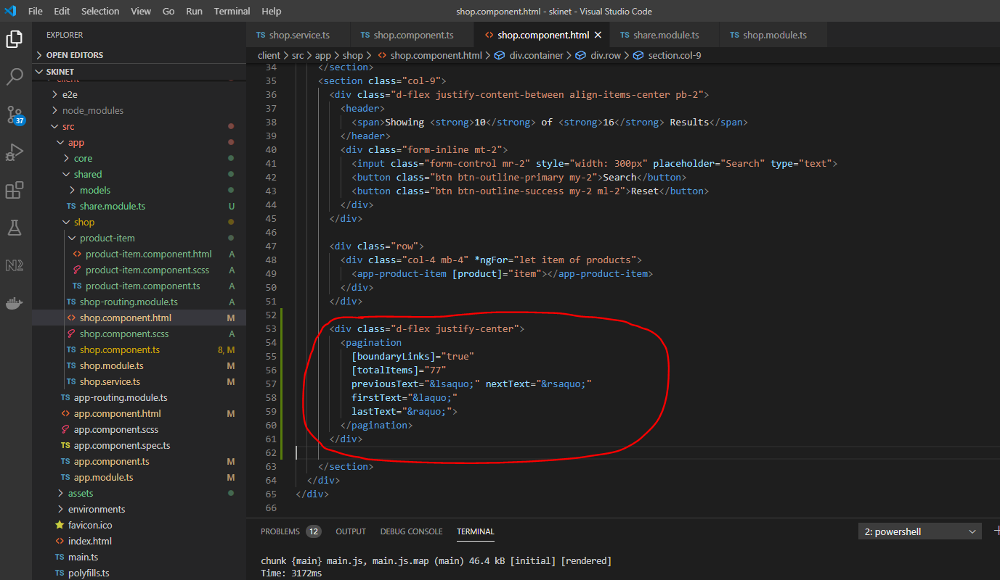 File Edit Selection View Go Run Terminal Help
shop.component.html - skinet - Visual Studio Code
EXPLORER
OPEN EDITORS
SKINET
client
e2e
node_modules
src
app
core
shared
models
TS share.module.ts U
shop
product-item
<> product-item.component.html A
product-item.component.scss A
TS product-item.component.ts A
TS shop-routing.module.ts A
<> shop.component.html M
shop.component.scss A
TS shop.component.ts 8, M
TS shop.module.ts M
TS shop.service.ts M
TS app-routing.module.ts
<> app.component.html M
app.component.scss
TS app.component.spec.ts
TS app.component.ts M
TS app.module.ts M
assets
environments
favicon.ico
<> index.html
TS main.ts
TS polyfills.ts
37
N2
TS shop.service.ts TS shop.component.ts <> shop.component.html TS share.module.ts TS shop.module.ts
client > src > app > shop > <> shop.component.html > div.container > div.row > section.col-9
34 </section>
35 <section class="col-9">
36 <div class="d-flex justify-content-between align-items-center pb-2">
37 <header>
38 <span>Showing <strong>10</strong> of <strong>16</strong> Results</span>
39 </header>
40 <div class="form-inline mt-2">
41 <input class="form-control mr-2" style="width: 300px" placeholder="Search" type="text">
42 <button class="btn btn-outline-primary my-2">Search</button>
43 <button class="btn btn-outline-success my-2 ml-2">Reset</button>
44 </div>
45 </div>
46
47 <div class="row">
48 <div class="col-4 mb-4" *ngFor="let item of products">
49 <app-product-item [product]="item"></app-product-item>
50 </div>
51 </div>
52
53 <div class="d-flex justify-center">
54 <pagination
55 [boundaryLinks]="true"
56 [totalItems]="77"
57 previousText="&lsaquo;" nextText="&rsaquo;"
58 firstText="&laquo;"
59 lastText="&raquo;">
60 </pagination>
61 </div>
62
63 </section>
64 </div>
65 </div>
66
PROBLEMS 12 OUTPUT DEBUG CONSOLE TERMINAL 2: powershell
chunk {main} main.js, main.js.map (main) 46.4 kB [initial] [rendered]
Time: 3172ms